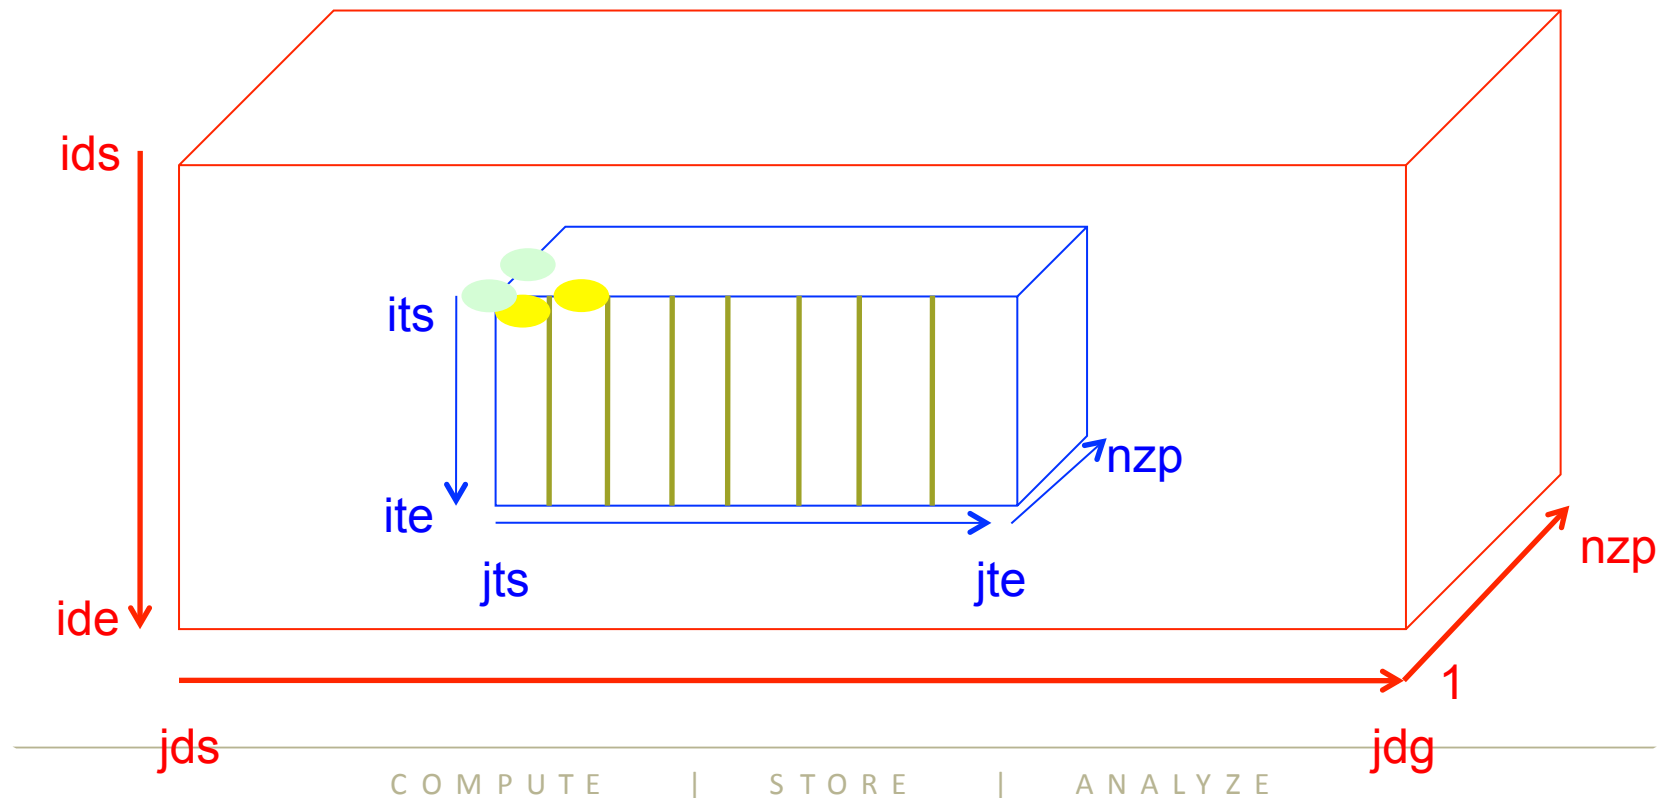 ids
its
nzp
ite
nzp
jts
jte
ide
1
jds
jdg
COMPUTE | STORE | ANALYZE